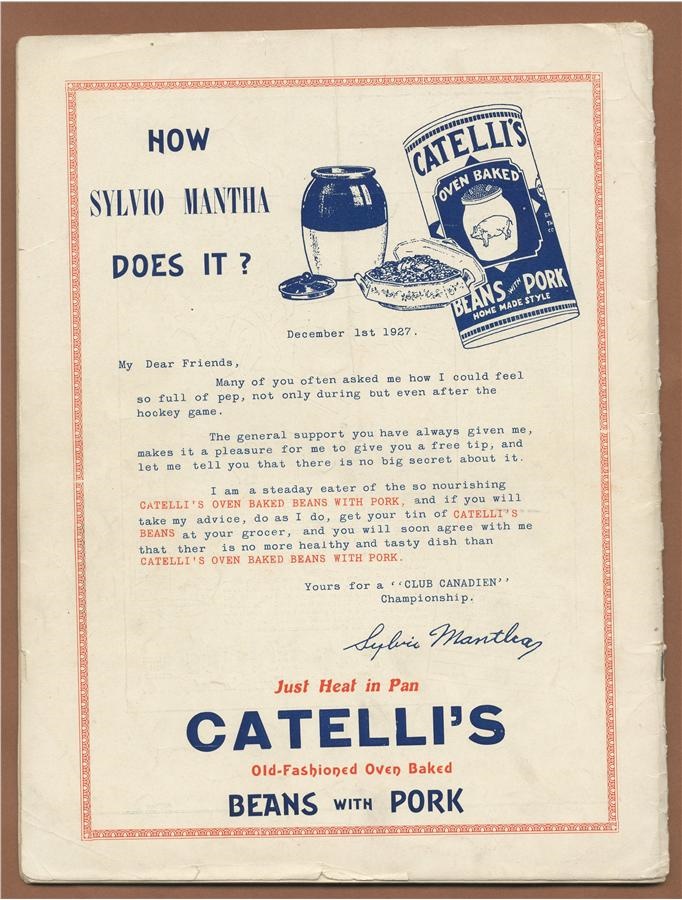 HOW
SYLVIO MANTHA
DOES IT ?
CATELLI'S
OVEN BAKED
BEANS WITH PORK
HOME MADE STYLE
December 1st 1927.
My Dear Friends,
Many of you often asked me how I could feel
so full of pep, not only during but even after the
hockey game.
The general support you have always given me,
makes it a pleasure for me to give you a free tip, and
let me tell you that there is no big secret about it.
I am a steaday eater of the so nourishing
CATELLI'S OVEN BAKED BEANS WITH PORK, and if you will
take my advice, do as I do, get your tin of CATELLI'S
BEANS at your grocer, and you will soon agree with me
that ther is no more healthy and tasty dish than
CATELLI'S OVEN BAKED BEANS WITH PORK.
Yours for a ‘‘CLUB CANADIEN’’
Championship.
Sylvio Mantha
Just Heat in Pan
CATELLI'S
Old-Fashioned Oven Baked
BEANS WITH PORK